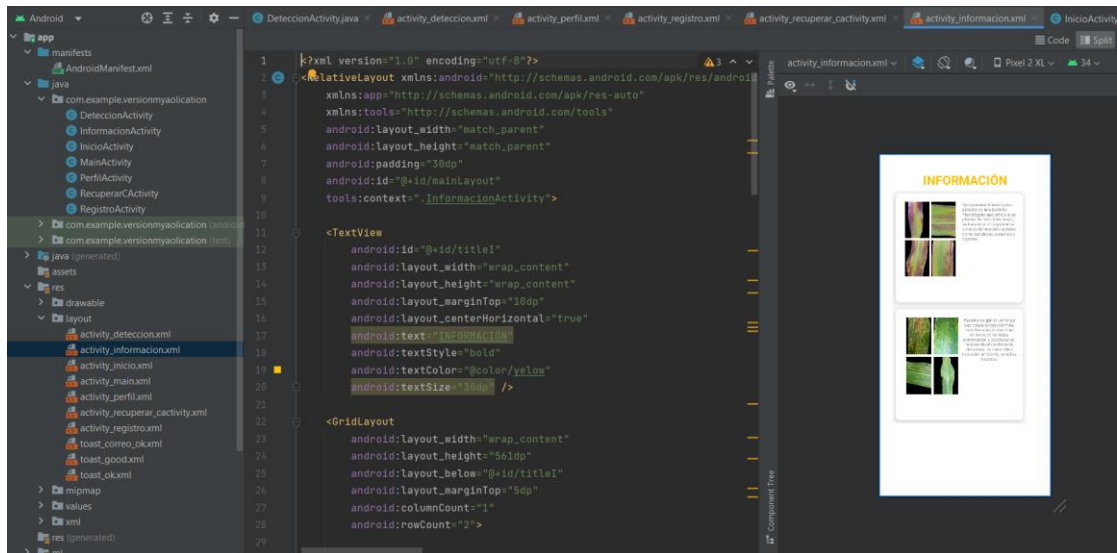 Android
DeteccionActivity.java
activity_deteccion.xml
activity_perfil.xml
activity_registro.xml
activity_recuperar_cactivity.xml
activity_informacion.xml
InicioActivity
Code
Split
app
manifests
AndroidManifest.xml
java
com.example.versionmyaolication
DeteccionActivity
InformacionActivity
InicioActivity
MainActivity
PerfilActivity
RecuperarCActivity
RegistroActivity
com.example.versionmyaolication (android
com.example.versionmyaolication (test)
java (generated)
assets
res
drawable
layout
activity_deteccion.xml
activity_informacion.xml
activity_inicio.xml
activity_main.xml
activity_perfil.xml
activity_recuperar_cactivity.xml
activity_registro.xml
toast_correo_ok.xml
toast_good.xml
toast_ok.xml
mipmap
values
xml
res (generated)
1 <?xml version="1.0" encoding="utf-8"?>
3
2 <RelativeLayout xmlns:android="http://schemas.android.com/apk/res/android
3 xmlns:app="http://schemas.android.com/apk/res-auto"
4 xmlns:tools="http://schemas.android.com/tools"
5 android:layout_width="match_parent"
6 android:layout_height="match_parent"
7 android:padding="30dp"
8 android:id="@+id/mainLayout"
9 tools:context=".InformacionActivity">
10
11 <TextView
12 android:id="@+id/titleI"
13 android:layout_width="wrap_content"
14 android:layout_height="wrap_content"
15 android:layout_marginTop="10dp"
16 android:layout_centerHorizontal="true"
17 android:text="INFORMACIÓN"
18 android:textStyle="bold"
19 android:textColor="@color/yelow"
20 android:textSize="30dp" />
21
22 <GridLayout
23 android:layout_width="wrap_content"
24 android:layout_height="561dp"
25 android:layout_below="@+id/titleI"
26 android:layout_marginTop="5dp"
27 android:columnCount="1"
28 android:rowCount="2">
29
Palette
Component Tree
activity_informacion.xml
Pixel 2 XL
34
INFORMACIÓN